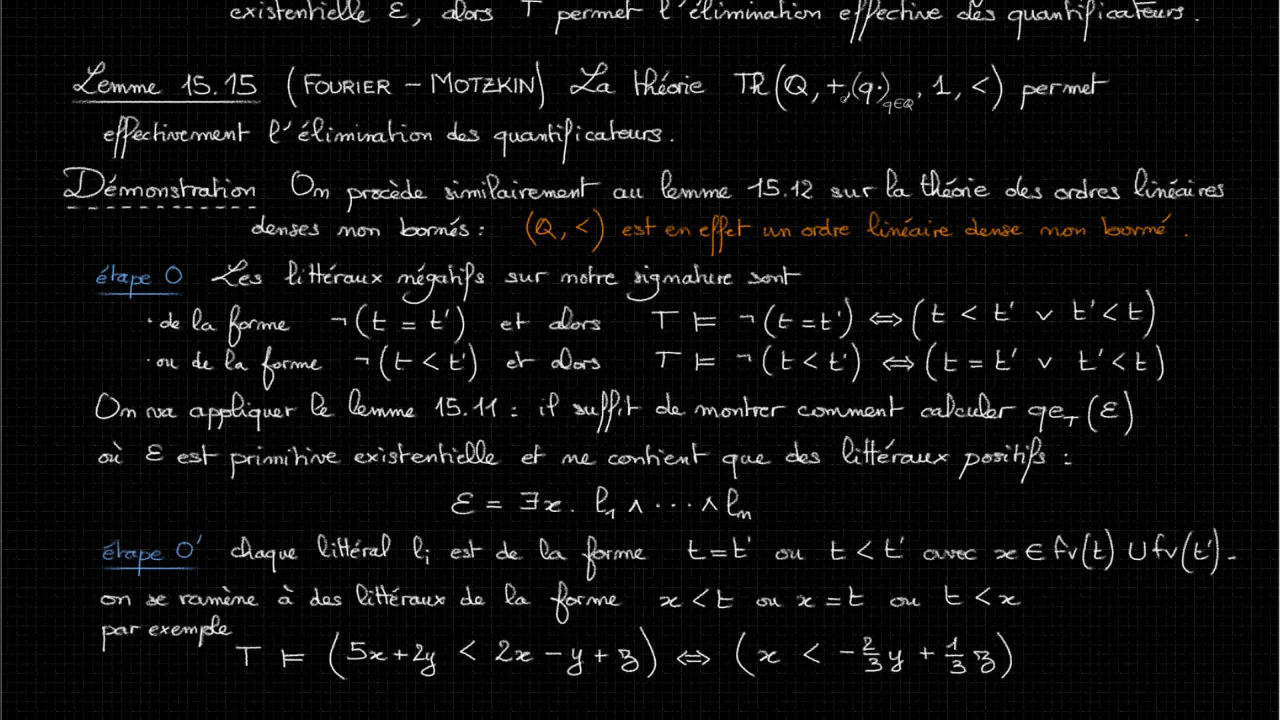 existentielle ε, alors T permet l'élimination effective des quantificateurs.
Lemme 15.15 (FOURIER - MOTZKIN) La théorie Th(Q, +, (q·)_{q∈Q}, 1, <) permet
effectivement l'élimination des quantificateurs.
Démonstration On procède similairement au lemme 15.12 sur la théorie des ordres linéaires
denses non bornés : (Q, <) est en effet un ordre linéaire dense non borné.
étape 0 Les littéraux négatifs sur notre signature sont
· de la forme ¬(t = t') et alors T ⊨ ¬(t = t') ⇔ (t < t' ∨ t' < t)
· ou de la forme ¬(t < t') et alors T ⊨ ¬(t < t') ⇔ (t = t' ∨ t' < t)
On va appliquer le lemme 15.11 : il suffit de montrer comment calculer qe_T(ε)
où ε est primitive existentielle et ne contient que des littéraux positifs :
ε = ∃x. l₁ ∧ ··· ∧ lₙ
étape 0' chaque littéral lᵢ est de la forme t = t' ou t < t' avec x ∈ fv(t) ∪ fv(t') -
on se ramène à des littéraux de la forme x < t ou x = t ou t < x
par exemple
T ⊨ (5x + 2y < 2x - y + z) ⇔ (x < -2/3 y + 1/3 z)